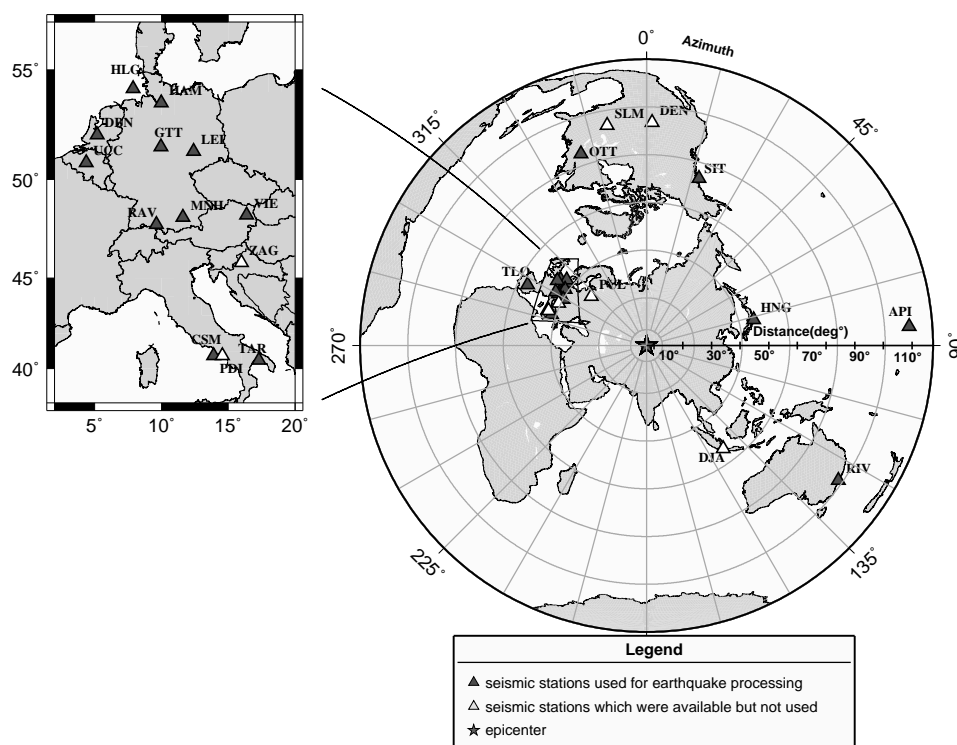 0°
Azimuth
45°
90°
135°
225°
270°
315°
55°
50°
45°
40°
5°
10°
15°
20°
HLG
HAM
DBN
GTT
LEI
UCC
RAV
MNH
VIE
ZAG
CSM
TAR
PDI
SLM
DEN
OTT
SIT
TLO
PVL
HNG
API
Distance(deg°)
10° 30° 50° 70° 90° 110°
DJA
RIV
Legend
seismic stations used for earthquake processing
seismic stations which were available but not used
epicenter